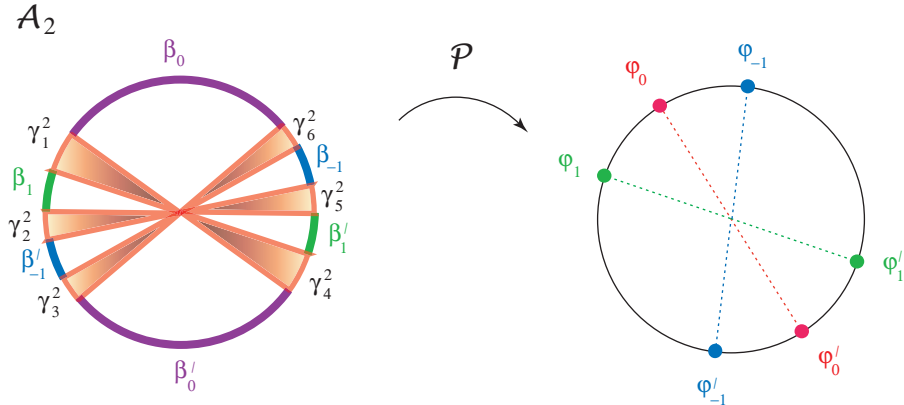 𝒜₂
β₀
γ₁²
γ₆²
β₋₁
β₁
γ₅²
γ₂²
β₁′
β₋₁′
γ₃²
γ₄²
β₀′
𝒫
φ₋₁
φ₀
φ₁
φ₁′
φ₀′
φ₋₁′